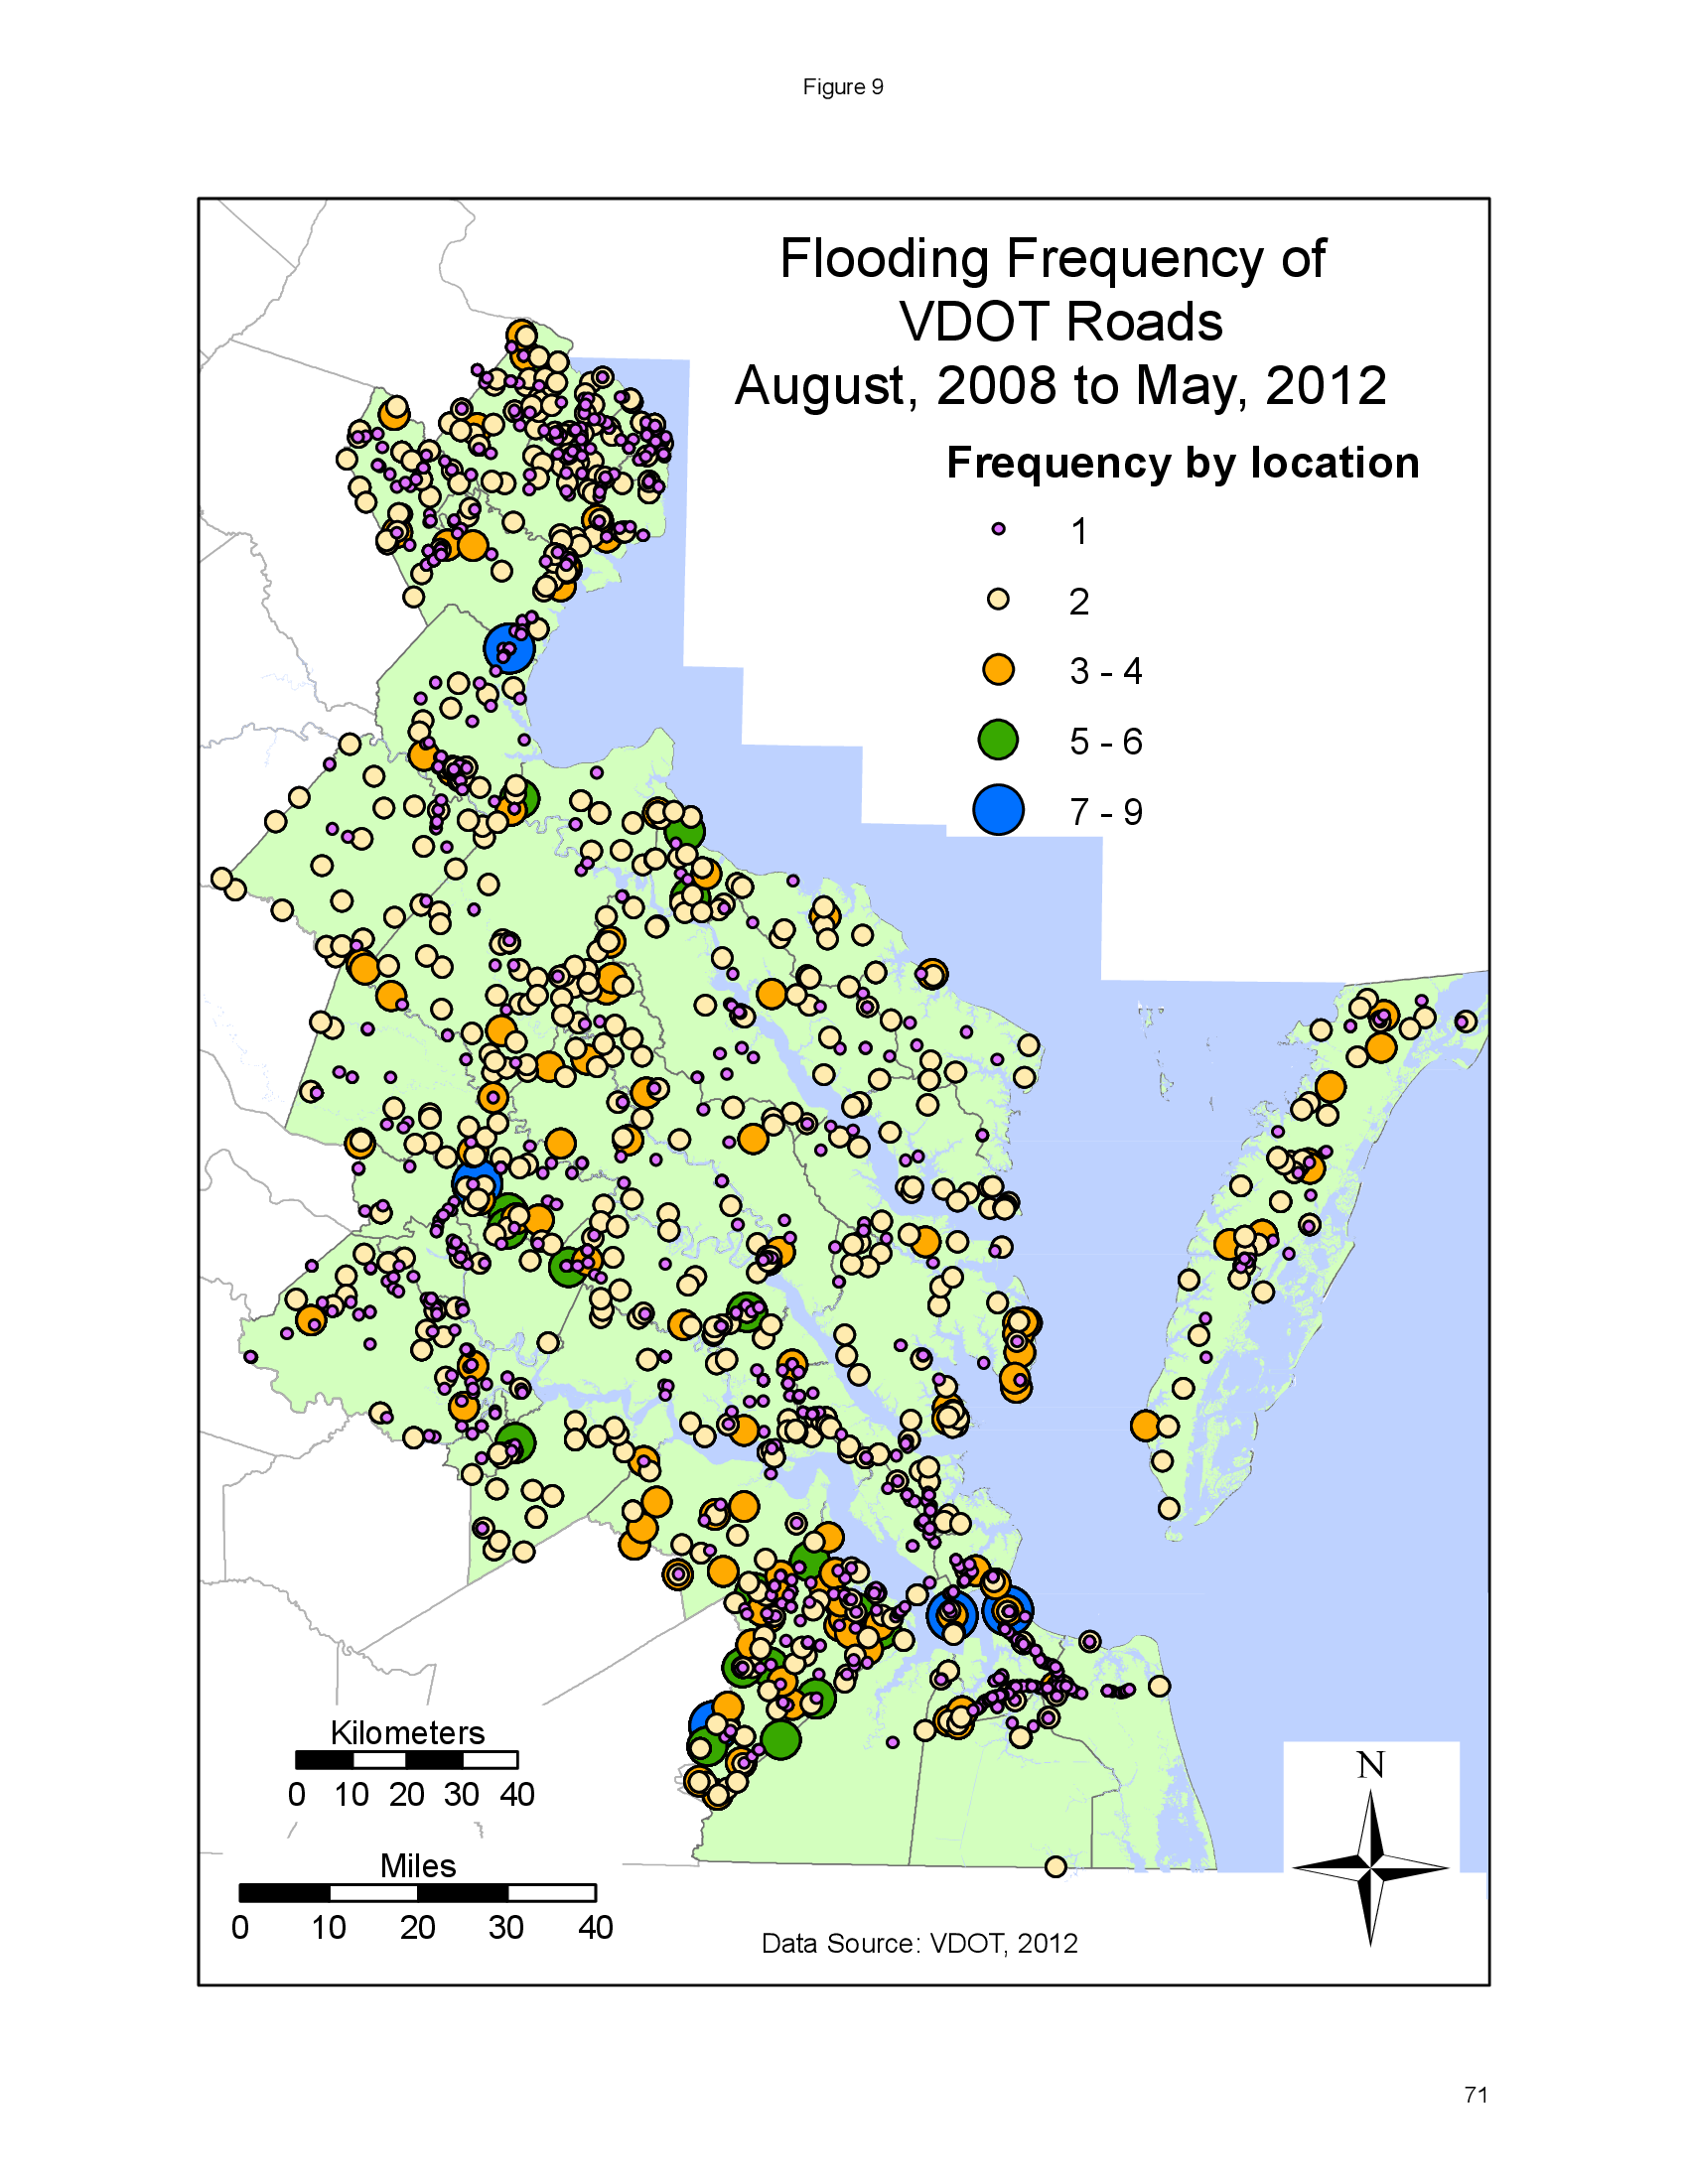 Figure 9
Flooding Frequency of
VDOT Roads
August, 2008 to May, 2012
Frequency by location
1
2
3 - 4
5 - 6
7 - 9
Kilometers
0 10 20 30 40
Miles
0 10 20 30 40
N
Data Source: VDOT, 2012
71